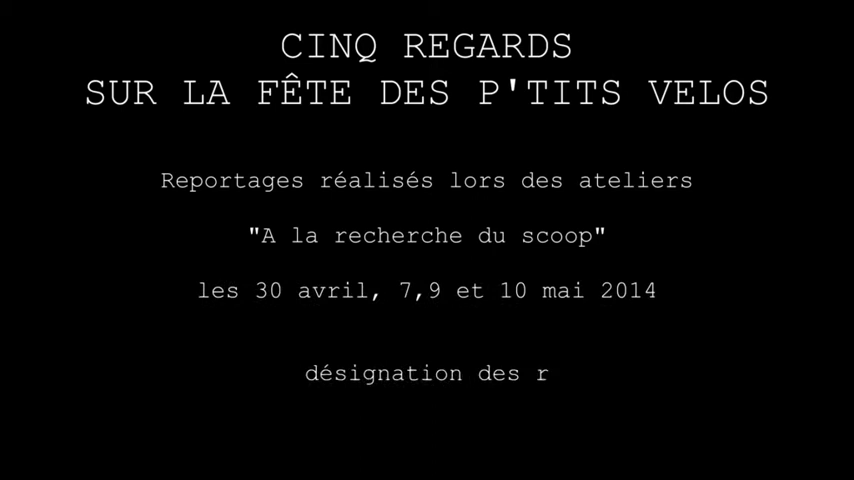 CINQ REGARDS
SUR LA FÊTE DES P'TITS VELOS
Reportages réalisés lors des ateliers
"A la recherche du scoop"
les 30 avril, 7,9 et 10 mai 2014
désignation des r